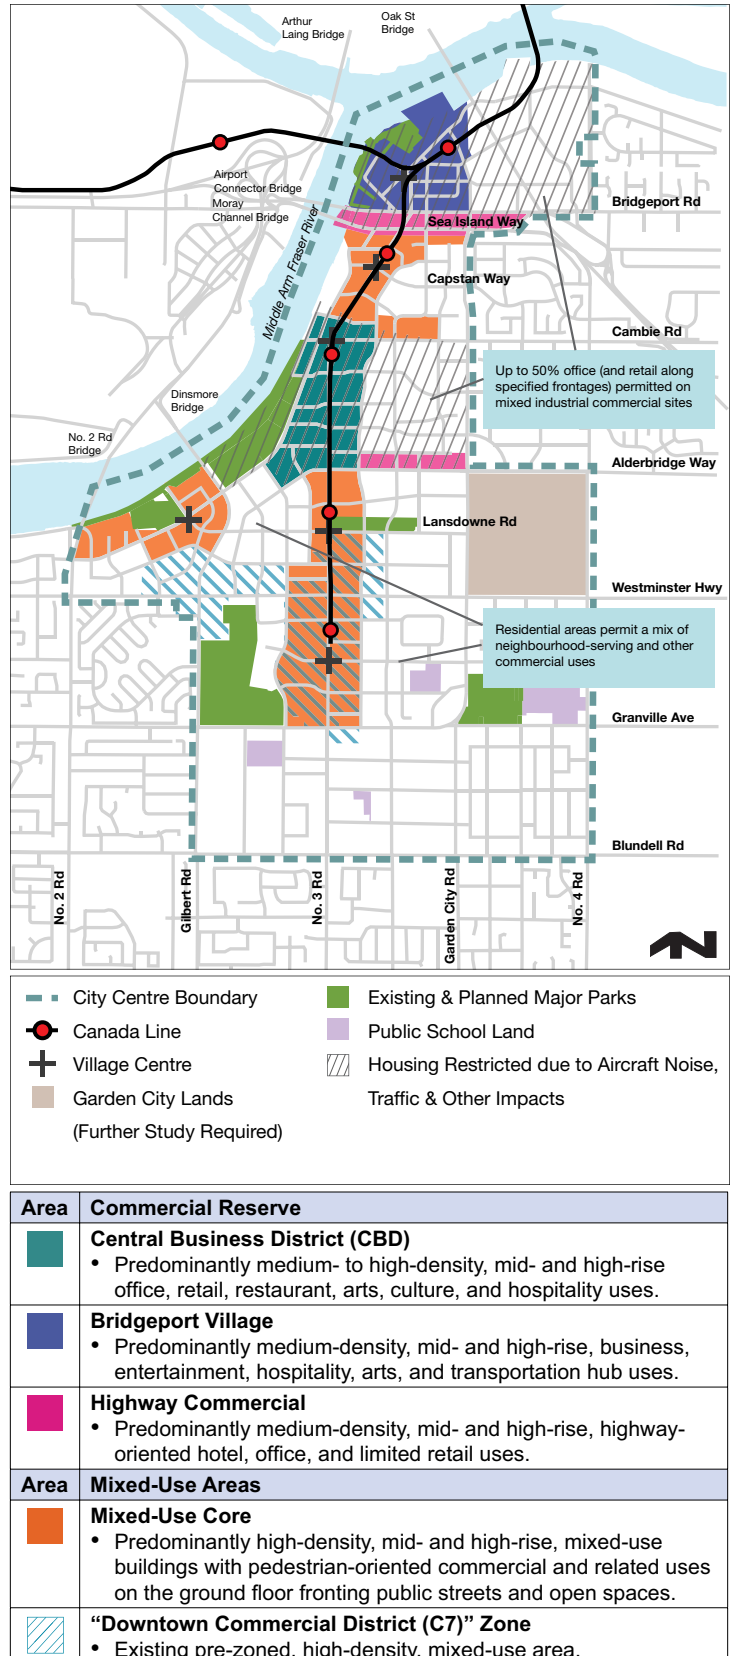 Arthur
Laing Bridge
Oak St
Bridge
Airport
Connector Bridge
Moray
Channel Bridge
Bridgeport Rd
Sea Island Way
Middle Arm Fraser River
Capstan Way
Cambie Rd
Up to 50% office (and retail along
specified frontages) permitted on
mixed industrial commercial sites
Dinsmore
Bridge
No. 2 Rd
Bridge
Alderbridge Way
Lansdowne Rd
Westminster Hwy
Residential areas permit a mix of
neighbourhood-serving and other
commercial uses
Granville Ave
Blundell Rd
No. 2 Rd
Gilbert Rd
No. 3 Rd
Garden City Rd
No. 4 Rd
N
City Centre Boundary
Canada Line
Village Centre
Garden City Lands
(Further Study Required)
Existing & Planned Major Parks
Public School Land
Housing Restricted due to Aircraft Noise,
Traffic & Other Impacts
Area Commercial Reserve
Central Business District (CBD)
• Predominantly medium- to high-density, mid- and high-rise
office, retail, restaurant, arts, culture, and hospitality uses.
Bridgeport Village
• Predominantly medium-density, mid- and high-rise, business,
entertainment, hospitality, arts, and transportation hub uses.
Highway Commercial
• Predominantly medium-density, mid- and high-rise, highway-
oriented hotel, office, and limited retail uses.
Area Mixed-Use Areas
Mixed-Use Core
• Predominantly high-density, mid- and high-rise, mixed-use
buildings with pedestrian-oriented commercial and related uses
on the ground floor fronting public streets and open spaces.
“Downtown Commercial District (C7)” Zone
• Existing pre-zoned, high-density, mixed-use area.